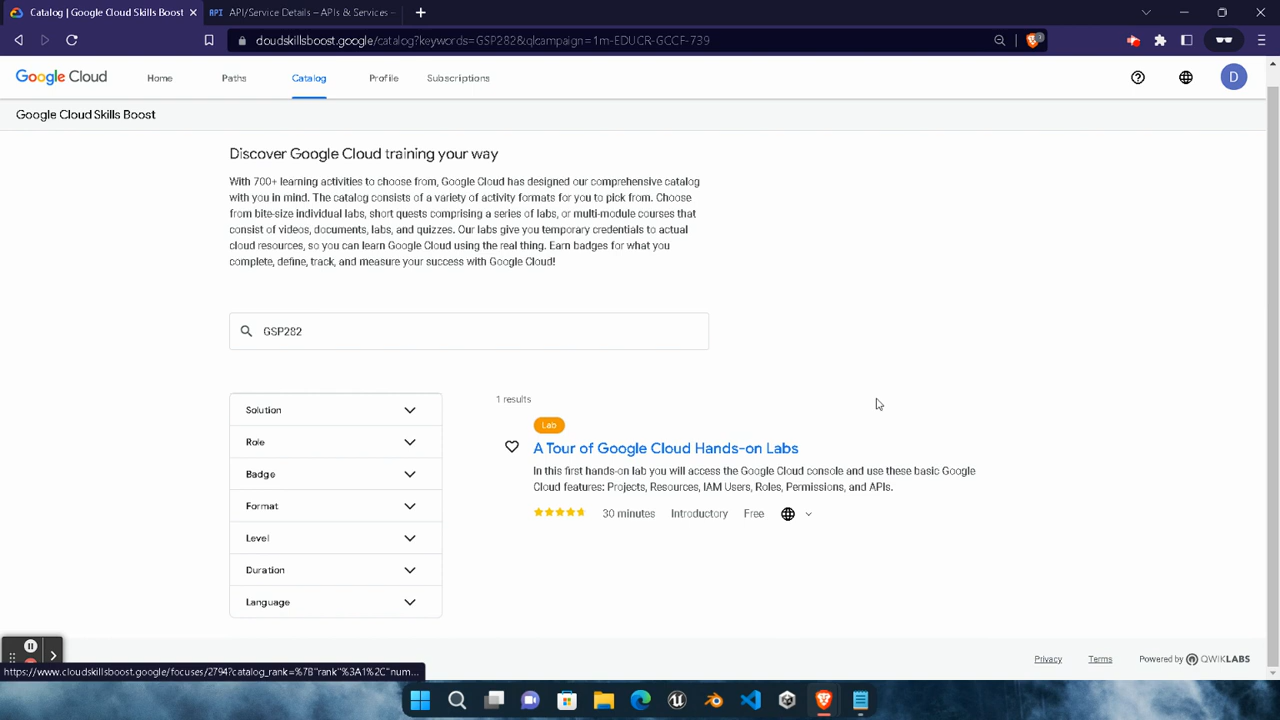 Catalog | Google Cloud Skills Boost
API API/Service Details – APIs & Services –
cloudskillsboost.google/catalog?keywords=GSP282&qlcampaign=1m-EDUCR-GCCF-739
Google Cloud
Home
Paths
Catalog
Profile
Subscriptions
D
Google Cloud Skills Boost
Discover Google Cloud training your way
With 700+ learning activities to choose from, Google Cloud has designed our comprehensive catalog
with you in mind. The catalog consists of a variety of activity formats for you to pick from. Choose
from bite-size individual labs, short quests comprising a series of labs, or multi-module courses that
consist of videos, documents, labs, and quizzes. Our labs give you temporary credentials to actual
cloud resources, so you can learn Google Cloud using the real thing. Earn badges for what you
complete, define, track, and measure your success with Google Cloud!
GSP282
Solution
Role
Badge
Format
Level
Duration
Language
1 results
Lab
A Tour of Google Cloud Hands-on Labs
In this first hands-on lab you will access the Google Cloud console and use these basic Google
Cloud features: Projects, Resources, IAM Users, Roles, Permissions, and APIs.
30 minutes
Introductory
Free
Privacy
Terms
Powered by QWIKLABS
https://www.cloudskillsboost.google/focuses/2794?catalog_rank=%7B"rank"%3A1%2C"num...